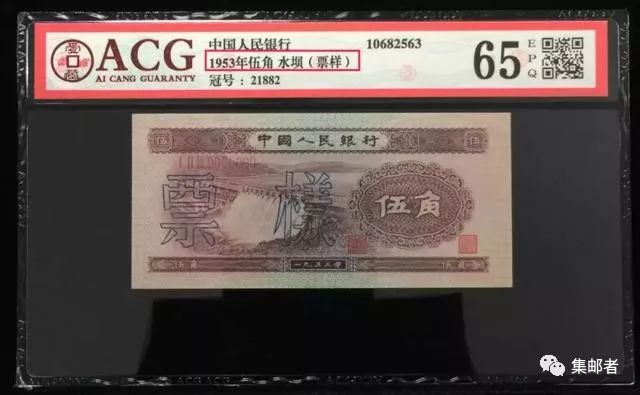 ACG
AI CANG GUARANTY
中国人民银行
10682563
1953年伍角 水坝（票样）
冠号：21882
65
EPQ
中國人民银行
票樣
伍角
伍角
一九五三年
伍角
集邮者